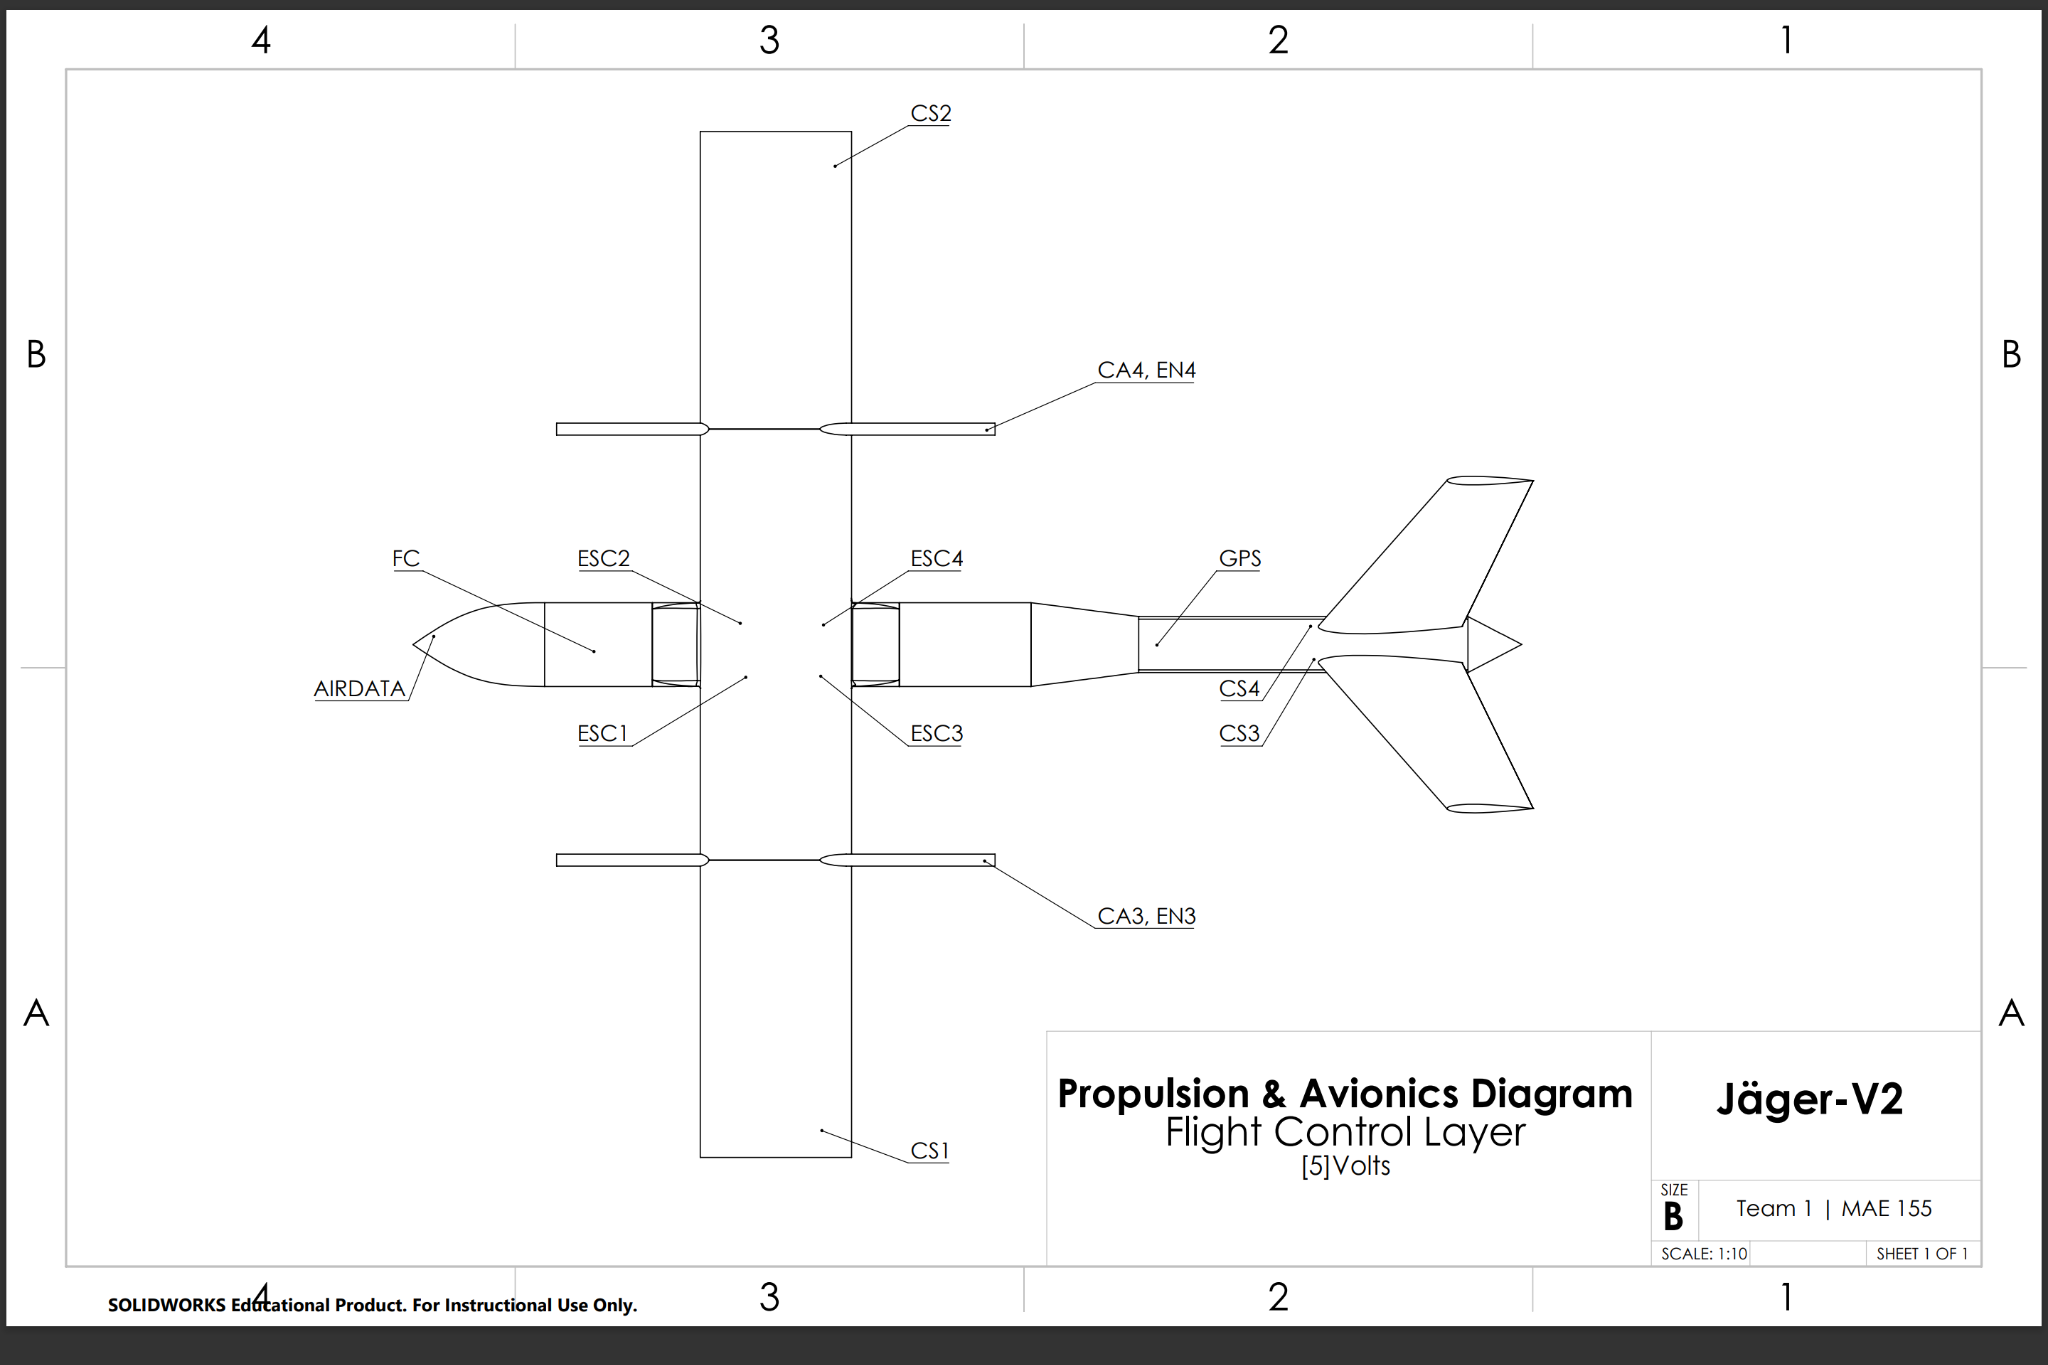 4 3 2 1
CS2
B B
CA4, EN4
FC ESC2 ESC4 GPS
AIRDATA CS4
ESC1 ESC3 CS3
CA3, EN3
A A
CS1
Propulsion & Avionics Diagram
Flight Control Layer
[5]Volts
Jäger-V2
SIZE
B
Team 1 | MAE 155
SCALE: 1:10 SHEET 1 OF 1
4 3 2 1
SOLIDWORKS Educational Product. For Instructional Use Only.